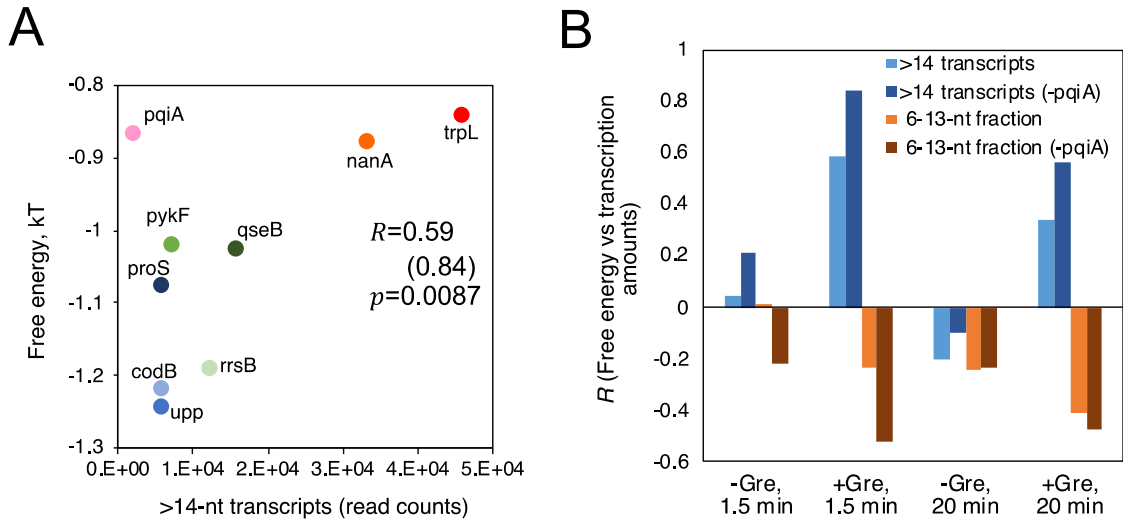 A
-0.8
-0.9
-1
-1.1
-1.2
-1.3
Free energy, kT
pqiA
trpL
nanA
pykF
qseB
proS
codB
rrsB
upp
R=0.59
(0.84)
p=0.0087
0.E+00
1.E+04
2.E+04
3.E+04
4.E+04
5.E+04
>14-nt transcripts (read counts)
B
1
0.8
0.6
0.4
0.2
0
-0.2
-0.4
-0.6
R (Free energy vs transcription
amounts)
>14 transcripts
>14 transcripts (-pqiA)
6-13-nt fraction
6-13-nt fraction (-pqiA)
-Gre,
1.5 min
+Gre,
1.5 min
-Gre,
20 min
+Gre,
20 min